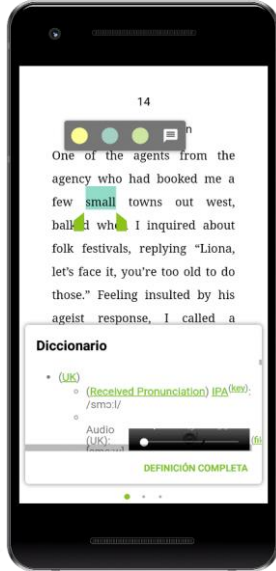 14
n
One of the agents from the
agency who had booked me a
few small towns out west,
balked when I inquired about
folk festivals, replying “Liona,
let’s face it, you’re too old to do
those.” Feeling insulted by his
ageist response, I called a
Diccionario
(UK)
(Received Pronunciation) IPA(key):
/smɔːl/
Audio
(UK):
DEFINICIÓN COMPLETA